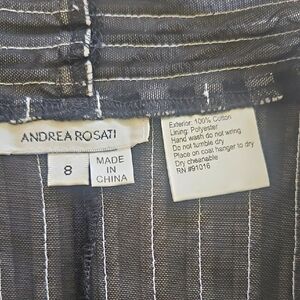 ANDREA ROSATI
8
MADE
IN
CHINA
Exterior: 100% Cotton
Lining: Polyester
Hand wash do not wring
Do not tumble dry
Place on coat hanger to dry
Dry cheanable
RN #91016